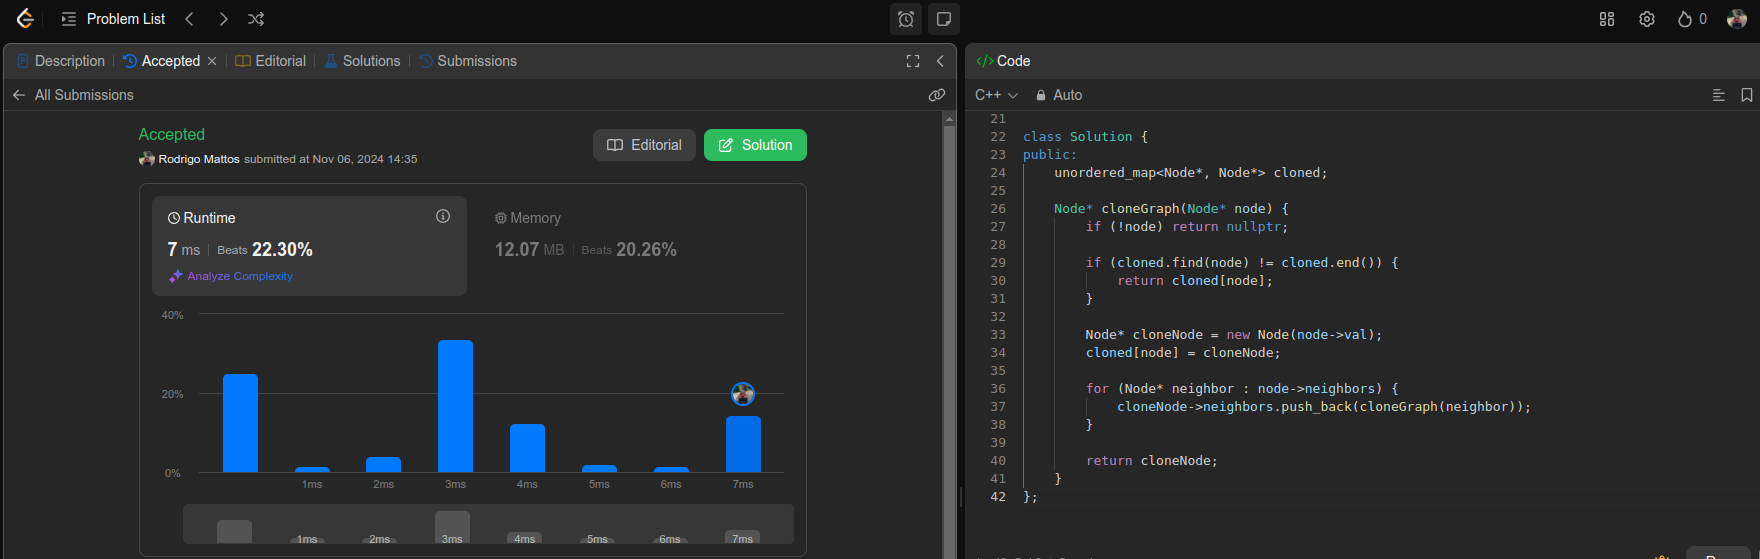 Problem List
0
Description
Accepted
Editorial
Solutions
Submissions
All Submissions
Accepted
Rodrigo Mattos submitted at Nov 06, 2024 14:35
Editorial
Solution
Runtime
7 ms | Beats 22.30%
Analyze Complexity
Memory
12.07 MB | Beats 20.26%
40%
20%
0%
1ms 2ms 3ms 4ms 5ms 6ms 7ms
1ms 2ms 3ms 4ms 5ms 6ms 7ms
</> Code
C++
Auto
21
22 class Solution {
23 public:
24     unordered_map<Node*, Node*> cloned;
25
26     Node* cloneGraph(Node* node) {
27         if (!node) return nullptr;
28
29         if (cloned.find(node) != cloned.end()) {
30             return cloned[node];
31         }
32
33         Node* cloneNode = new Node(node->val);
34         cloned[node] = cloneNode;
35
36         for (Node* neighbor : node->neighbors) {
37             cloneNode->neighbors.push_back(cloneGraph(neighbor));
38         }
39
40         return cloneNode;
41     }
42 };